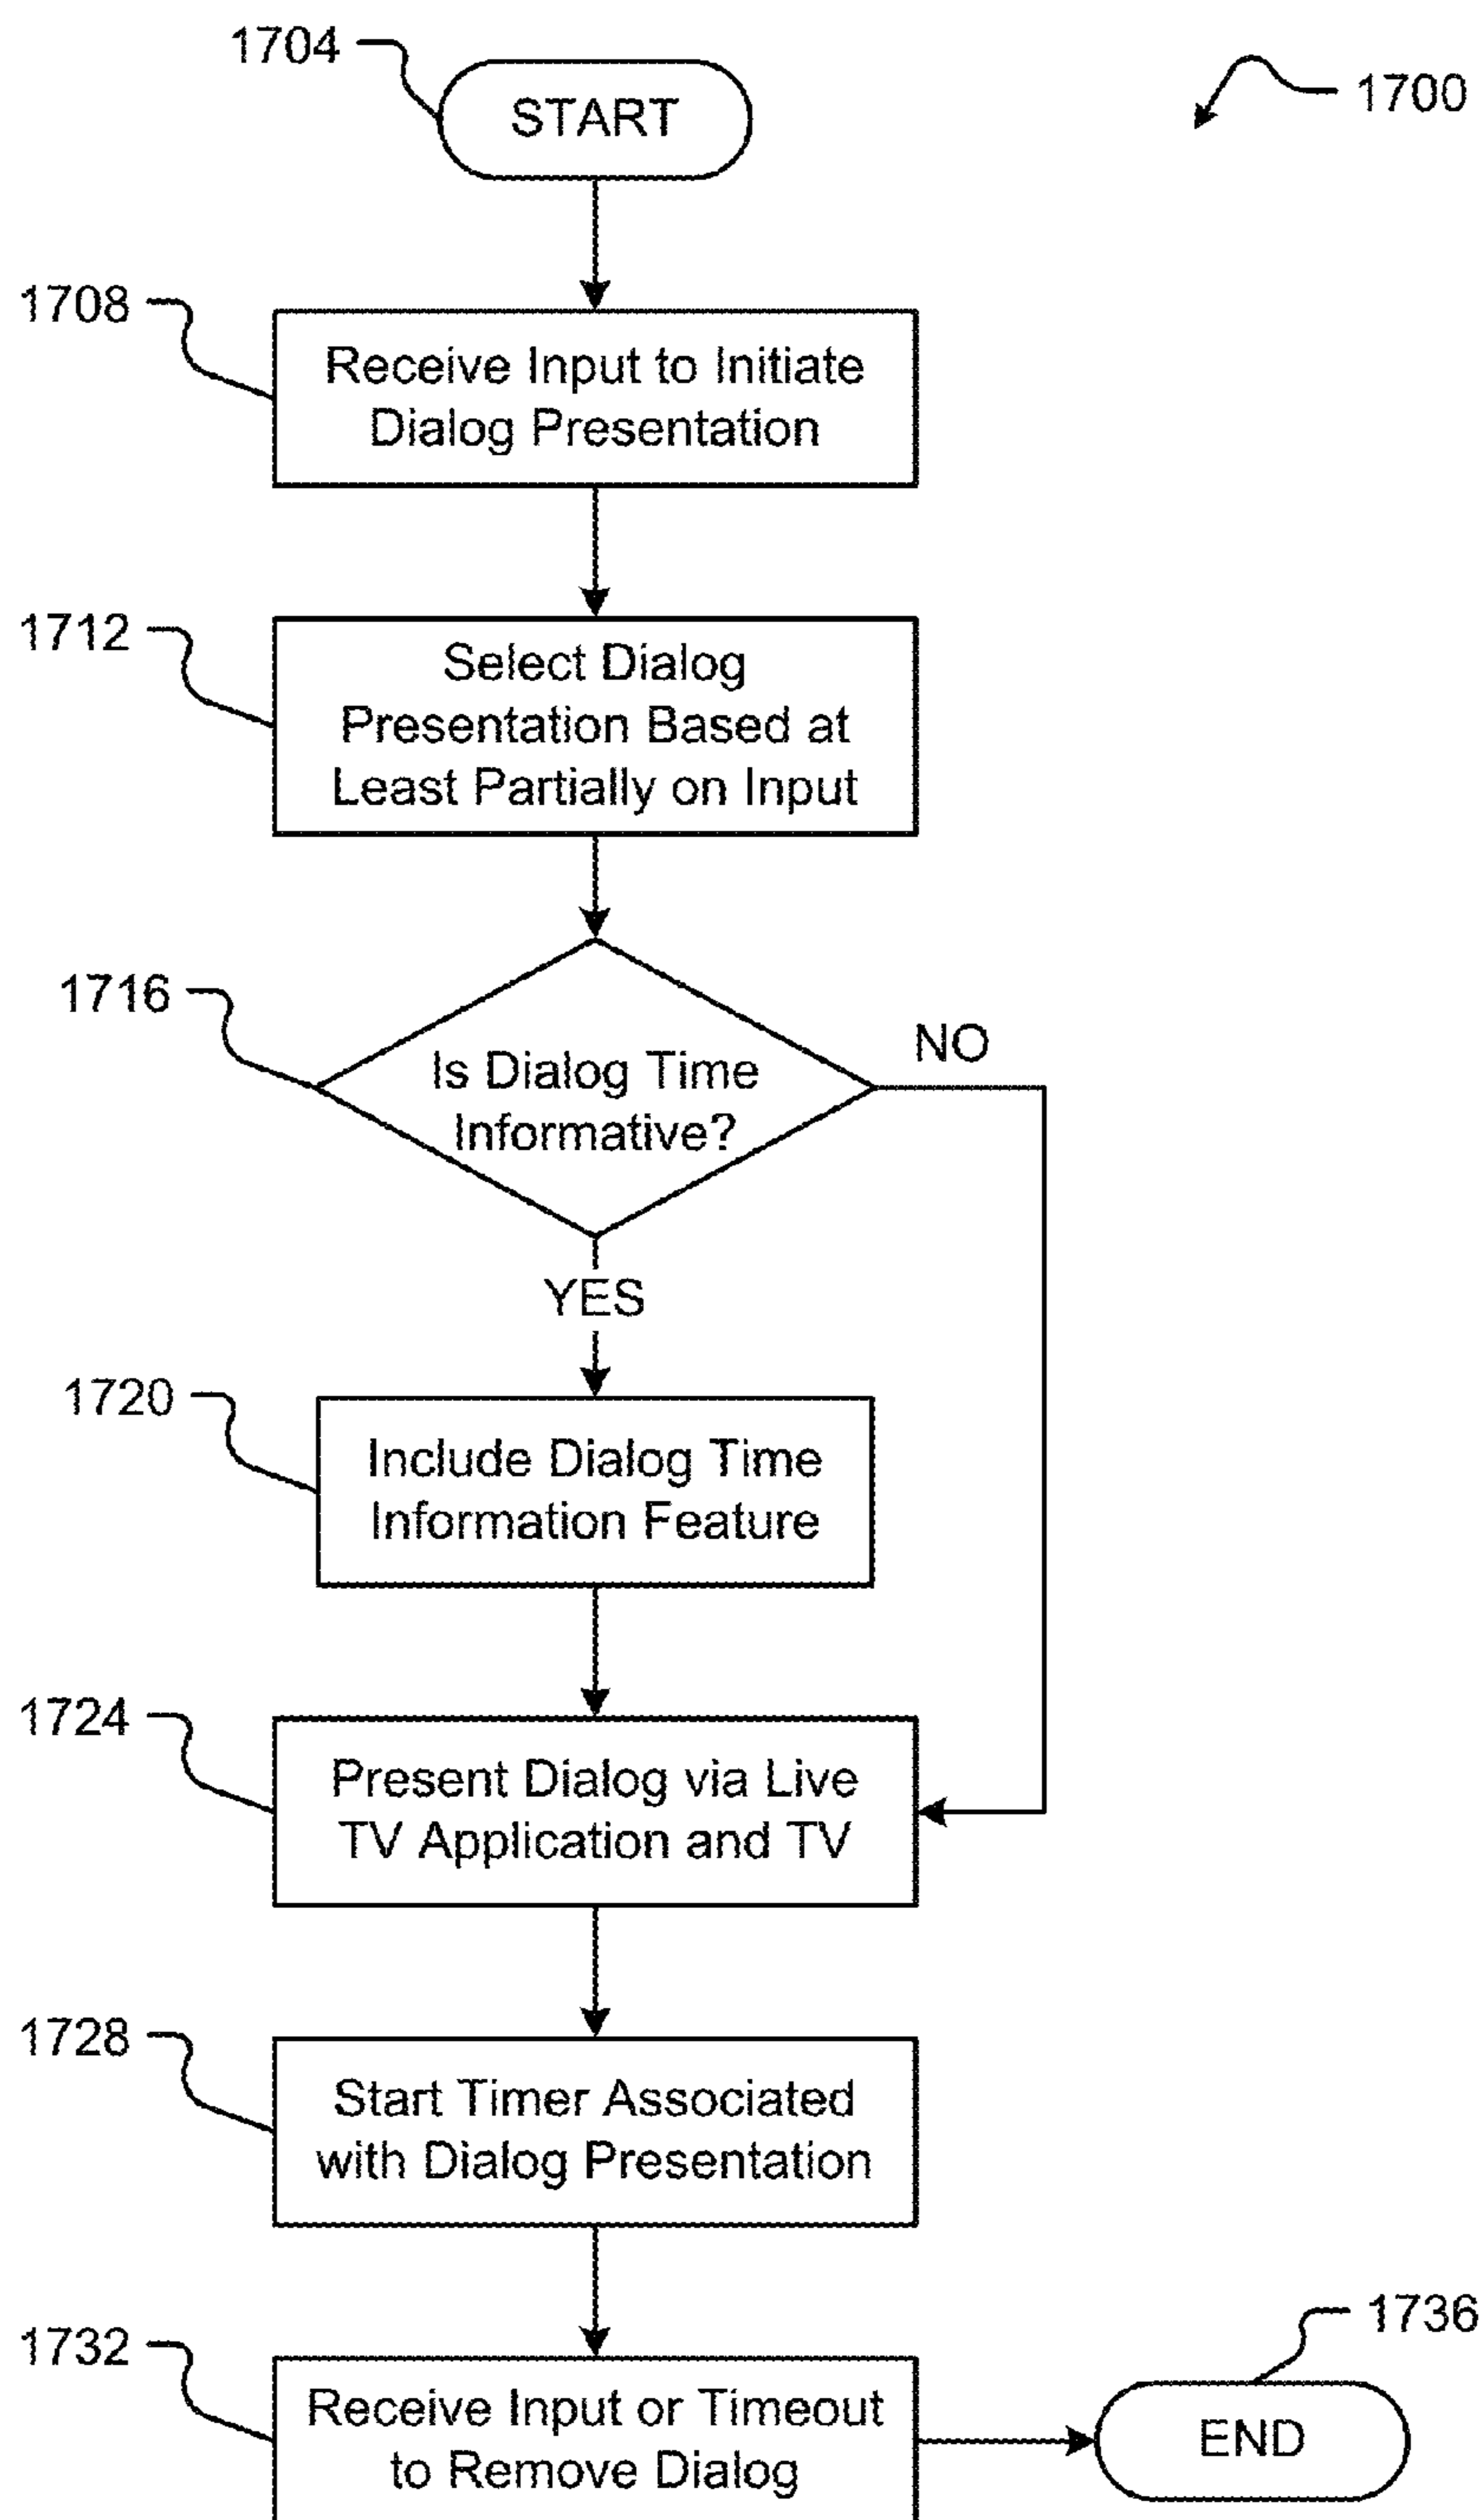 1704
START
1700
1708
Receive Input to Initiate
Dialog Presentation
1712
Select Dialog
Presentation Based at
Least Partially on Input
1716
NO
Is Dialog Time
Informative?
YES
1720
Include Dialog Time
Information Feature
1724
Present Dialog via Live
TV Application and TV
1728
Start Timer Associated
with Dialog Presentation
1736
1732
Receive Input or Timeout
to Remove Dialog
END